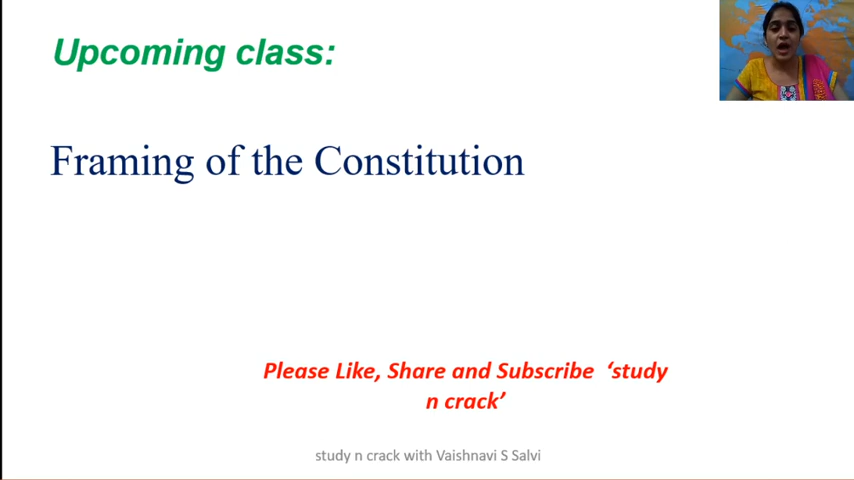 Upcoming class:
Framing of the Constitution
Please Like, Share and Subscribe ‘study
n crack’
study n crack with Vaishnavi S Salvi